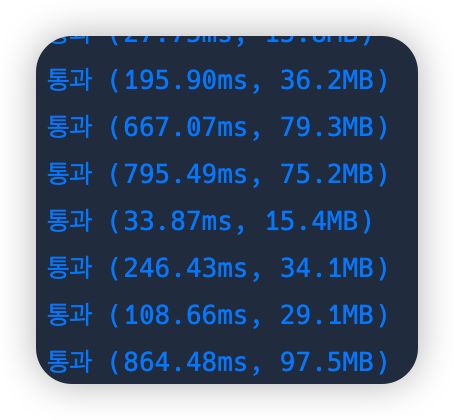 통과 (195.90ms, 36.2MB)
통과 (667.07ms, 79.3MB)
통과 (795.49ms, 75.2MB)
통과 (33.87ms, 15.4MB)
통과 (246.43ms, 34.1MB)
통과 (108.66ms, 29.1MB)
통과 (864.48ms, 97.5MB)